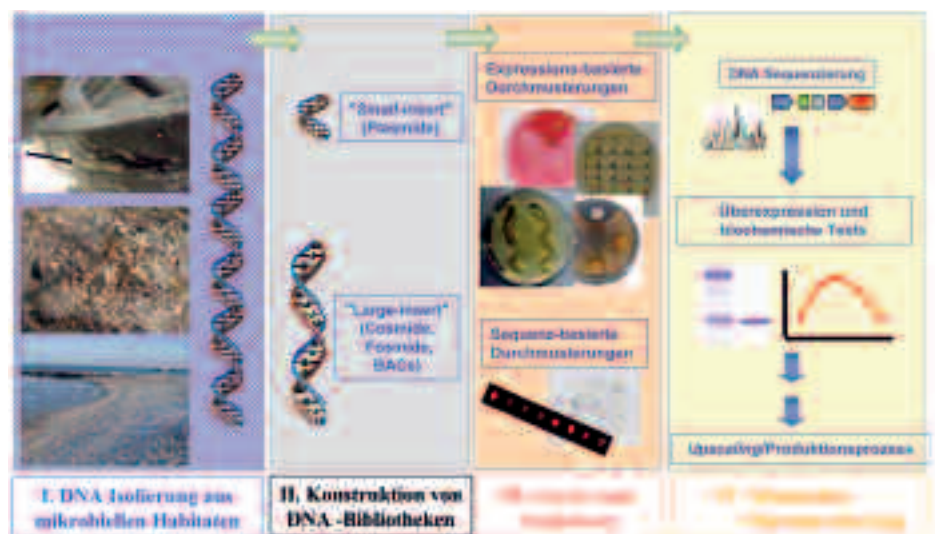 "Small-insert"
(Plasmide)
"Large-insert"
(Cosmide,
Fosmide,
BACs)
Expressions-basierte
Durchmusterungen
Sequenz-basierte
Durchmusterungen
DNA Sequenzierung
Überexpression und
biochemische Tests
Upscaling/Produktionsprozess
I. DNA Isolierung aus
mikrobiellen Habitaten
II. Konstruktion von
DNA -Bibliotheken